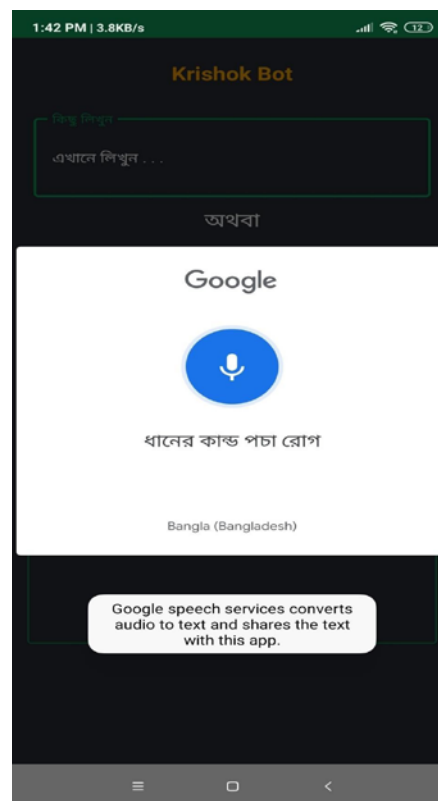 1:42 PM | 3.8KB/s
12
Krishok Bot
কিছু লিখুন
এখানে লিখুন . . .
অথবা
Google
ধানের কান্ড পচা রোগ
Bangla (Bangladesh)
Google speech services converts
audio to text and shares the text
with this app.